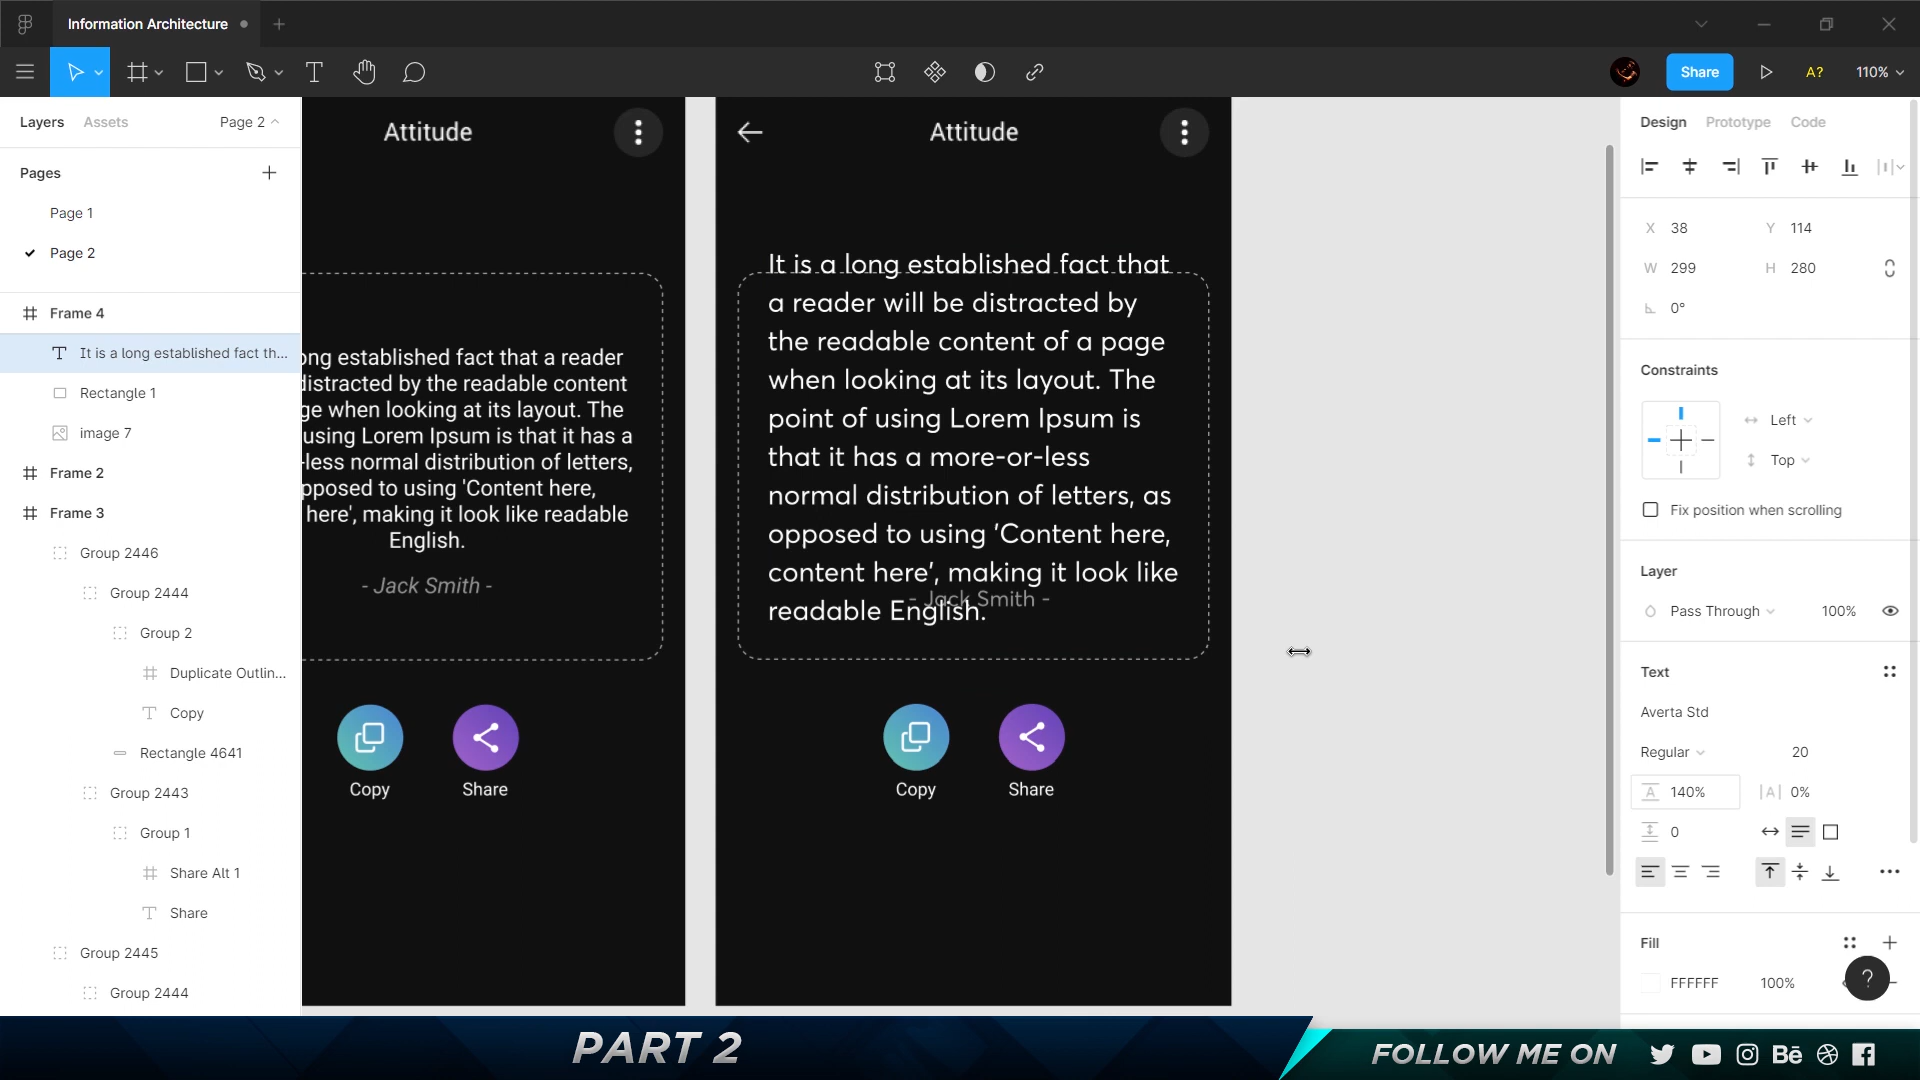 Information Architecture
Share
A?
110%
Layers
Assets
Page 2
Pages
Page 1
Page 2
Frame 4
It is a long established fact th...
Rectangle 1
image 7
Frame 2
Frame 3
Group 2446
Group 2444
Group 2
Duplicate Outlin...
Copy
Rectangle 4641
Group 2443
Group 1
Share Alt 1
Share
Group 2445
Group 2444
Attitude
ong established fact that a reader
distracted by the readable content
ge when looking at its layout. The
using Lorem Ipsum is that it has a
-less normal distribution of letters,
pposed to using 'Content here,
here', making it look like readable
English.
- Jack Smith -
Copy
Share
Attitude
It is a long established fact that
a reader will be distracted by
the readable content of a page
when looking at its layout. The
point of using Lorem Ipsum is
that it has a more-or-less
normal distribution of letters, as
opposed to using 'Content here,
content here', making it look like
- Jack Smith -
readable English.
Copy
Share
Design
Prototype
Code
X 38
Y 114
W 299
H 280
0°
Constraints
Left
Top
Fix position when scrolling
Layer
Pass Through
100%
Text
Averta Std
Regular
20
A 140%
|A| 0%
0
Fill
FFFFFF
100%
?
PART 2
FOLLOW ME ON
Bē